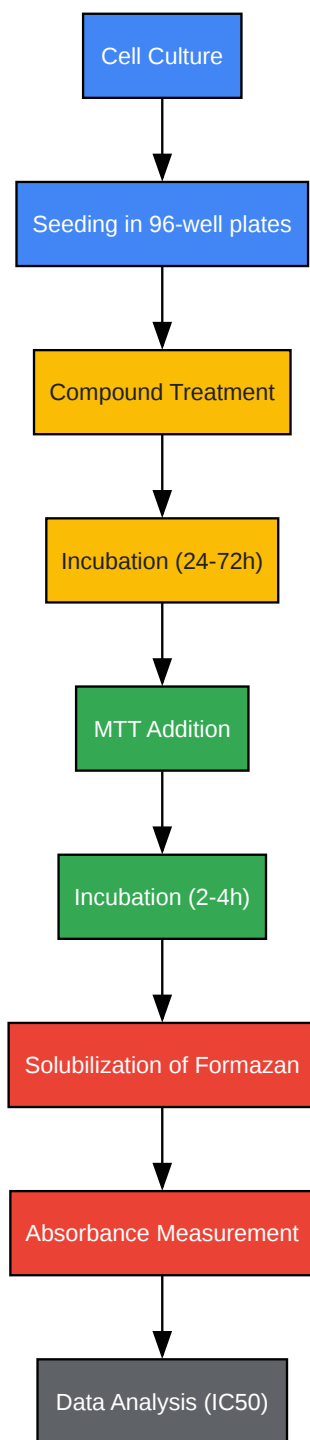 Cell Culture
Seeding in 96-well plates
Compound Treatment
Incubation (24-72h)
MTT Addition
Incubation (2-4h)
Solubilization of Formazan
Absorbance Measurement
Data Analysis (IC50)